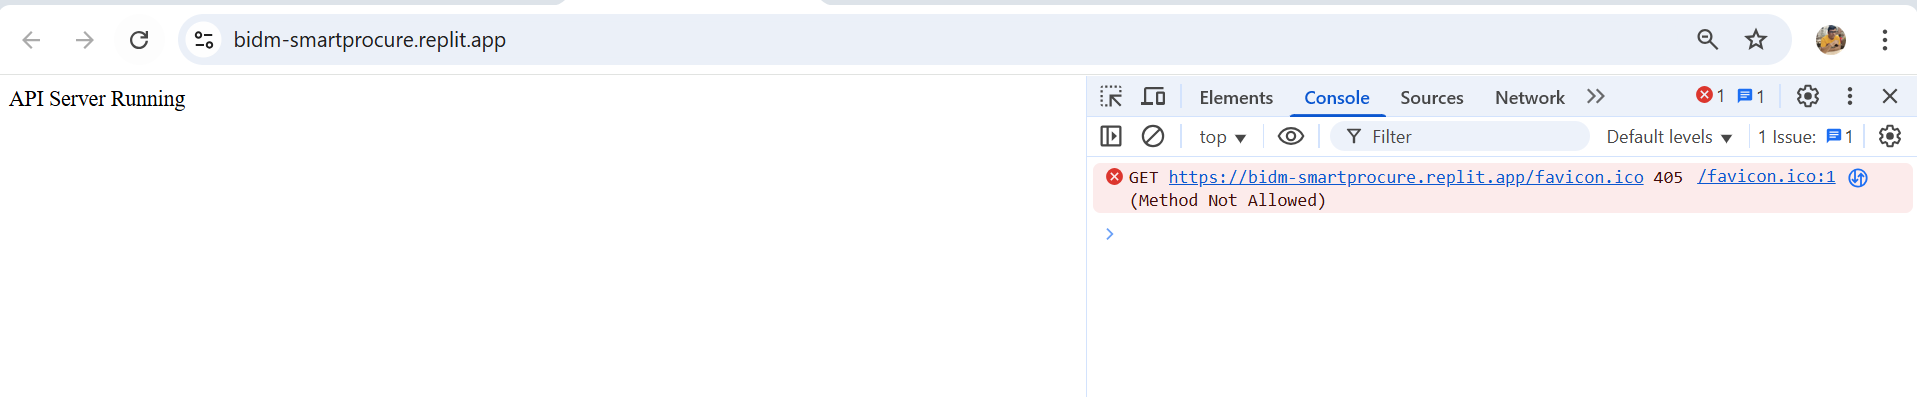 bidm-smartprocure.replit.app
API Server Running
Elements Console Sources Network 1 1
top Filter Default levels 1 Issue: 1
GET https://bidm-smartprocure.replit.app/favicon.ico 405 /favicon.ico:1
(Method Not Allowed)